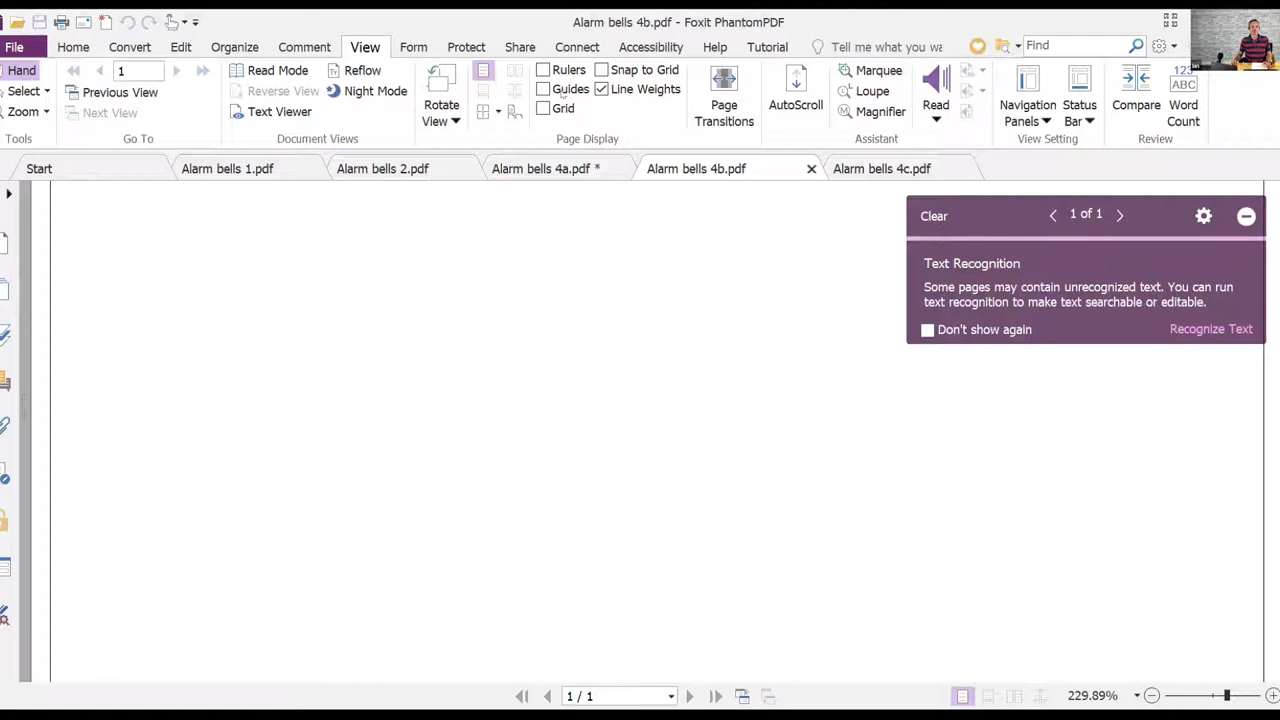 Alarm bells 4b.pdf - Foxit PhantomPDF
File Home Convert Edit Organize Comment View Form Protect Share Connect Accessibility Help Tutorial Tell me what yo Find
Hand 1 Read Mode Reflow Rulers Snap to Grid Marquee
Select Previous View Reverse View Night Mode Guides Line Weights Loupe
Zoom Next View Text Viewer Grid Magnifier
Rotate View Page Transitions AutoScroll Read Navigation Panels Status Bar Compare 123 ABC Word Count
Tools Go To Document Views Page Display Assistant View Setting Review
Start Alarm bells 1.pdf Alarm bells 2.pdf Alarm bells 4a.pdf * Alarm bells 4b.pdf Alarm bells 4c.pdf
Clear 1 of 1
Text Recognition
Some pages may contain unrecognized text. You can run
text recognition to make text searchable or editable.
Don't show again Recognize Text
1 / 1 229.89%